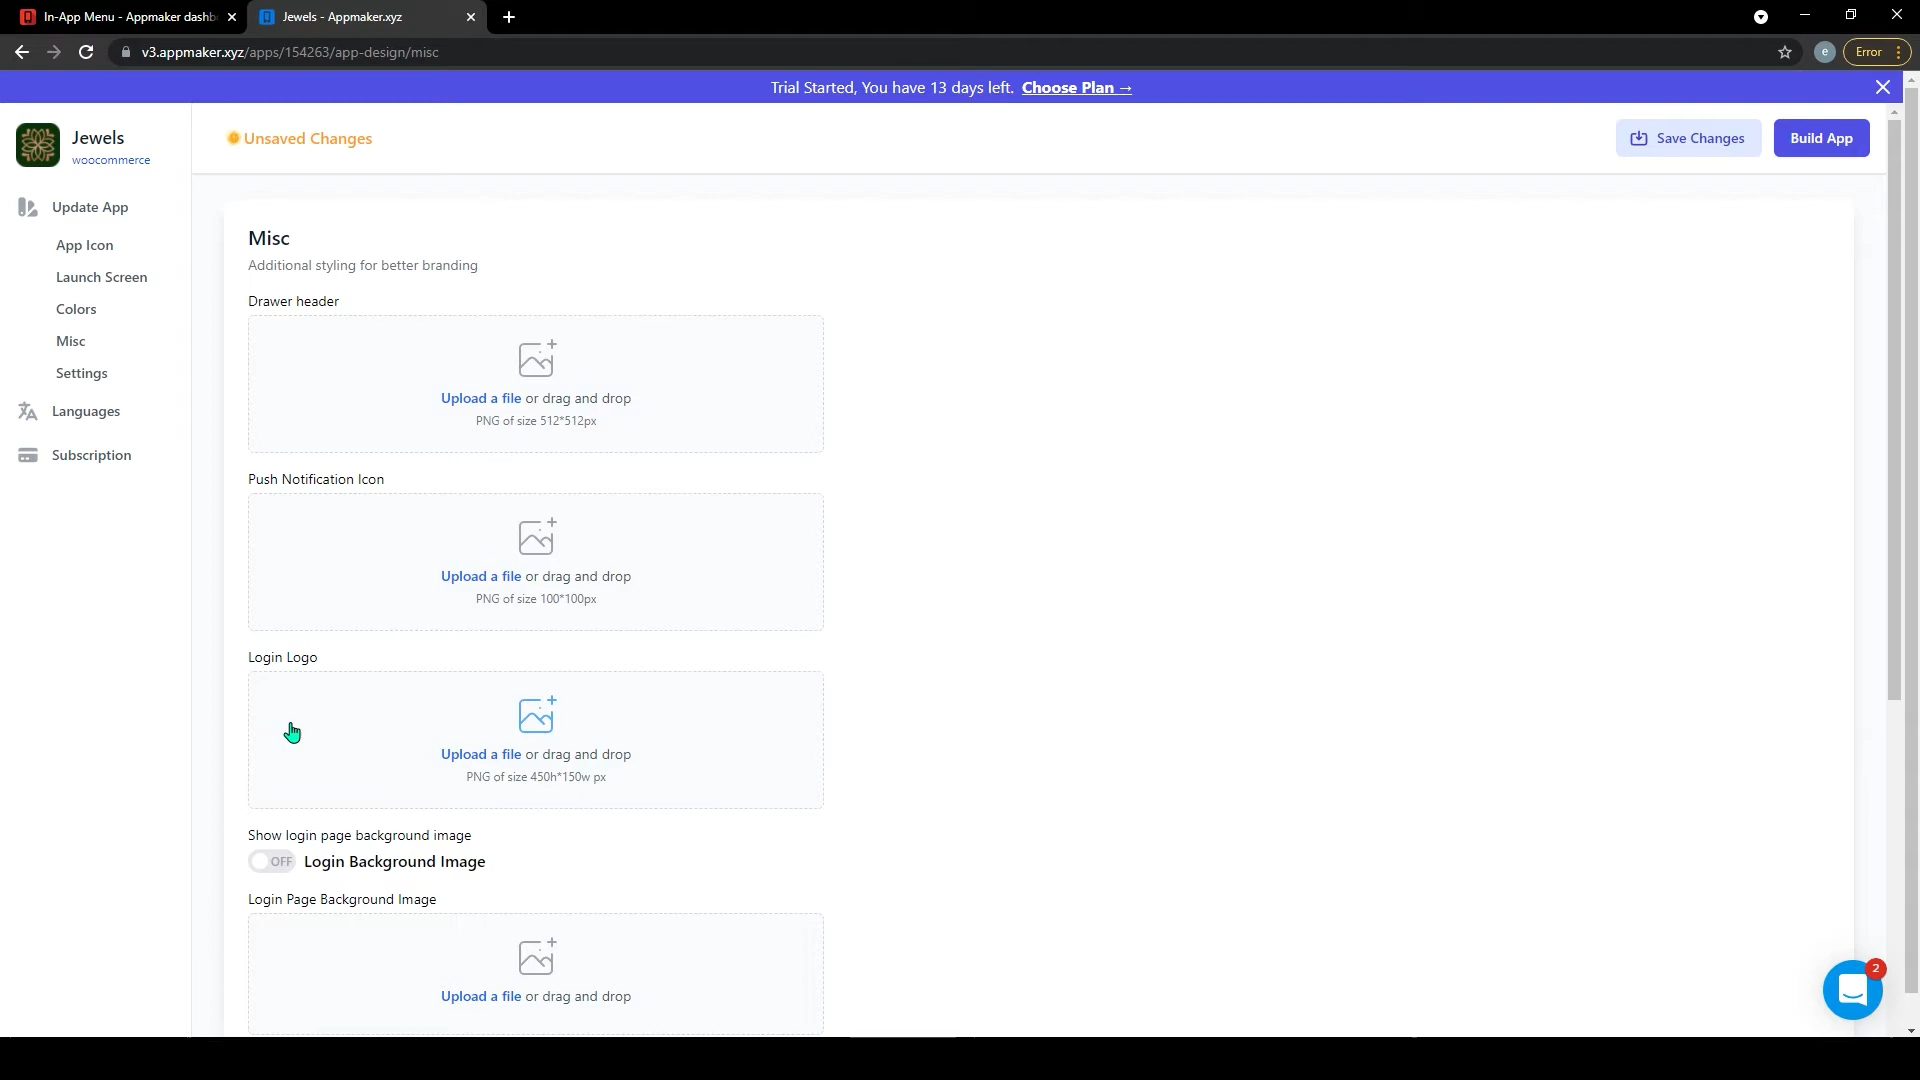 In-App Menu - Appmaker dashb
Jewels - Appmaker.xyz
v3.appmaker.xyz/apps/154263/app-design/misc
e
Error
Trial Started, You have 13 days left. Choose Plan →
Jewels
woocommerce
Unsaved Changes
Save Changes
Build App
Update App
App Icon
Launch Screen
Colors
Misc
Settings
Languages
Subscription
Misc
Additional styling for better branding
Drawer header
Upload a file or drag and drop
PNG of size 512*512px
Push Notification Icon
Upload a file or drag and drop
PNG of size 100*100px
Login Logo
Upload a file or drag and drop
PNG of size 450h*150w px
Show login page background image
OFF Login Background Image
Login Page Background Image
Upload a file or drag and drop
2